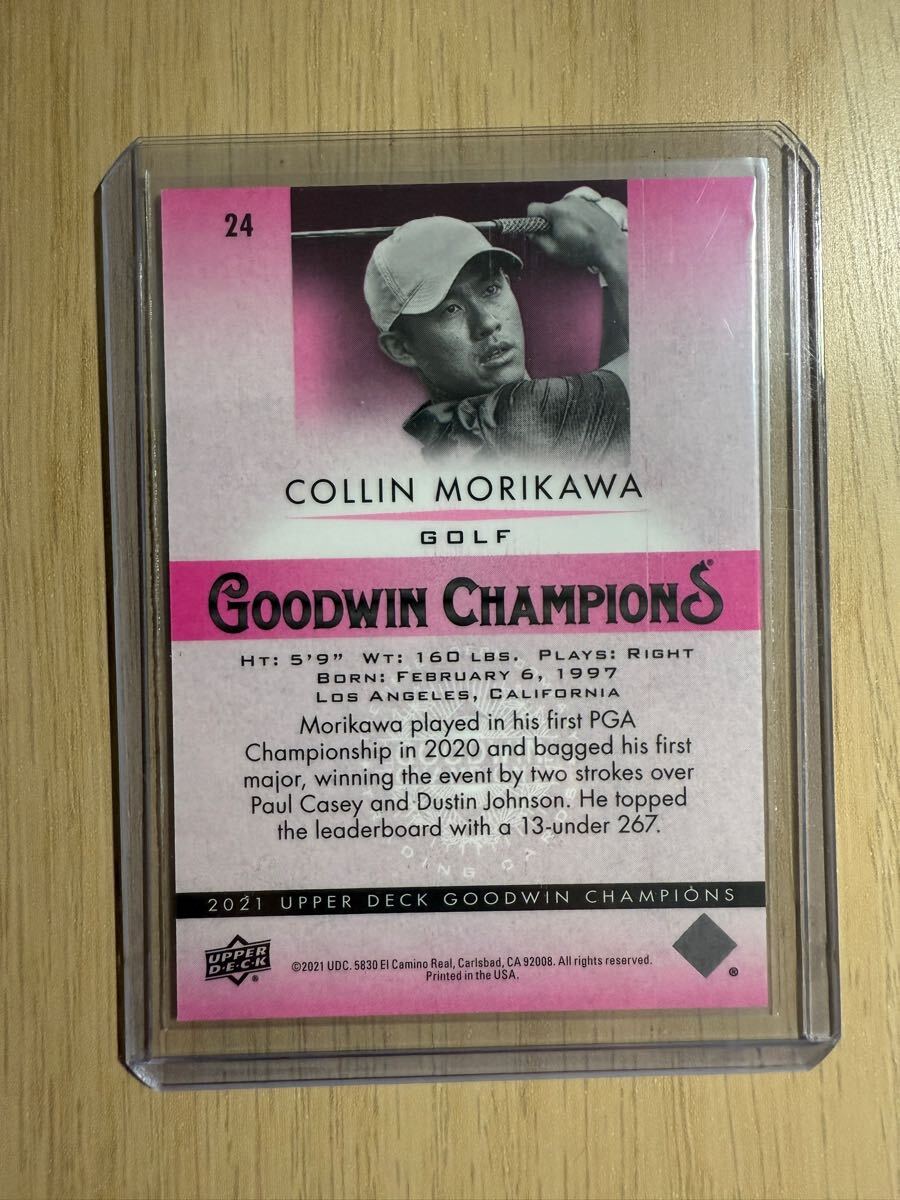 24
COLLIN MORIKAWA
GOLF
GOODWIN CHAMPIONS
HT: 5'9" WT: 160 LBS. PLAYS: RIGHT
BORN: FEBRUARY 6, 1997
LOS ANGELES, CALIFORNIA
Morikawa played in his first PGA
Championship in 2020 and bagged his first
major, winning the event by two strokes over
Paul Casey and Dustin Johnson. He topped
the leaderboard with a 13-under 267.
2021 UPPER DECK GOODWIN CHAMPIONS
UPPER
DECK
®
©2021 UDC. 5830 El Camino Real, Carlsbad, CA 92008. All rights reserved.
Printed in the USA.
®